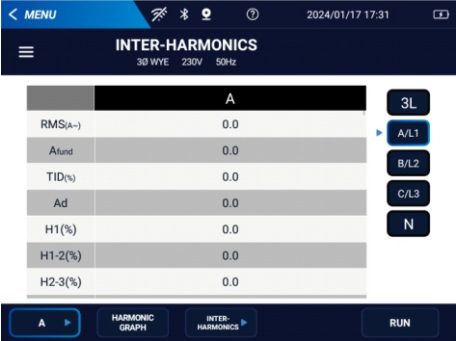 < MENU 2024/01/17 17:31
INTER-HARMONICS
3Ø WYE 230V 50Hz
A
RMS(A~) 0.0
Afund 0.0
TID(%) 0.0
Ad 0.0
H1(%) 0.0
H1-2(%) 0.0
H2-3(%) 0.0
3L
A/L1
B/L2
C/L3
N
A
HARMONIC
GRAPH
INTER-
HARMONICS
RUN